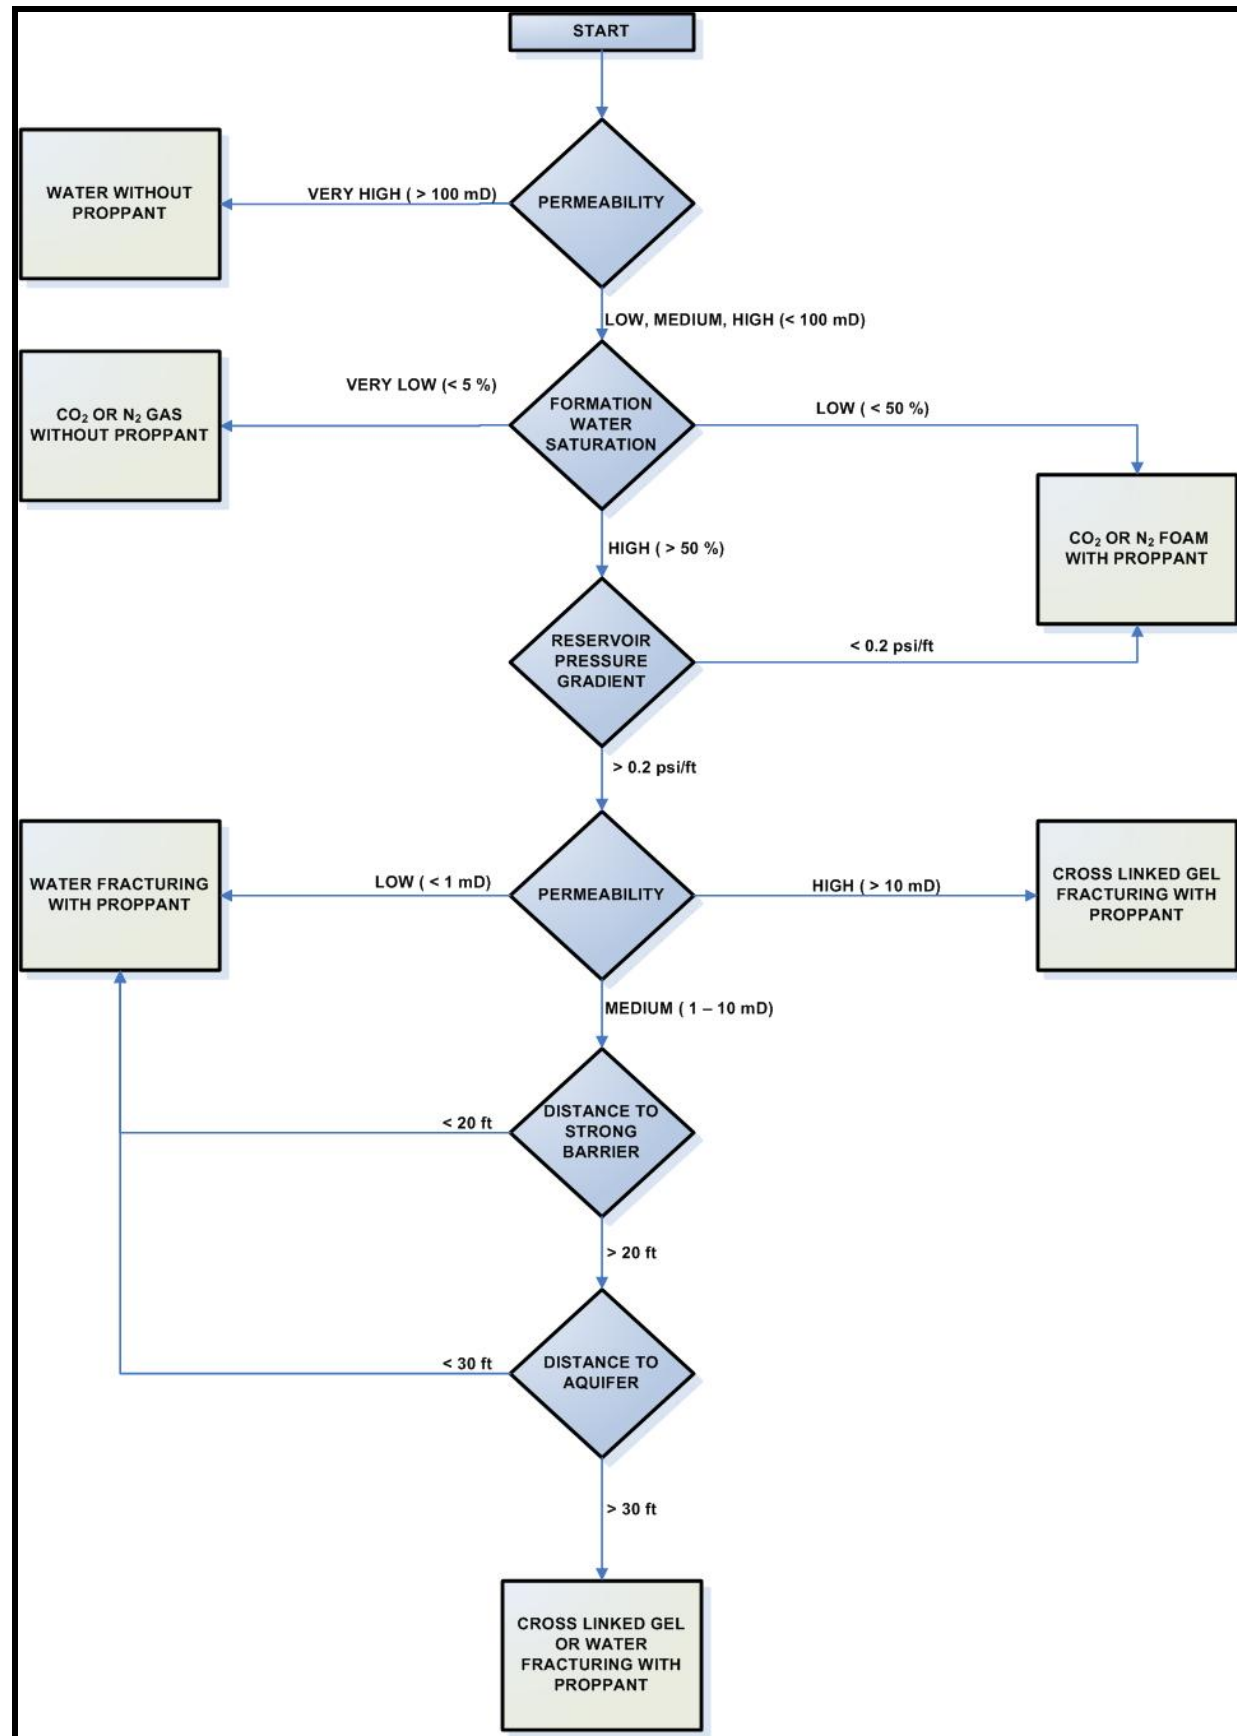 START
PERMEABILITY
VERY HIGH ( > 100 mD)
WATER WITHOUT
PROPPANT
LOW, MEDIUM, HIGH (< 100 mD)
FORMATION
WATER
SATURATION
VERY LOW (< 5 %)
CO₂ OR N₂ GAS
WITHOUT PROPPANT
LOW ( < 50 %)
CO₂ OR N₂ FOAM
WITH PROPPANT
HIGH ( > 50 %)
RESERVOIR
PRESSURE
GRADIENT
< 0.2 psi/ft
> 0.2 psi/ft
PERMEABILITY
LOW ( < 1 mD)
WATER FRACTURING
WITH PROPPANT
HIGH ( > 10 mD)
CROSS LINKED GEL
FRACTURING WITH
PROPPANT
MEDIUM ( 1 – 10 mD)
DISTANCE TO
STRONG
BARRIER
< 20 ft
> 20 ft
DISTANCE TO
AQUIFER
< 30 ft
> 30 ft
CROSS LINKED GEL
OR WATER
FRACTURING WITH
PROPPANT